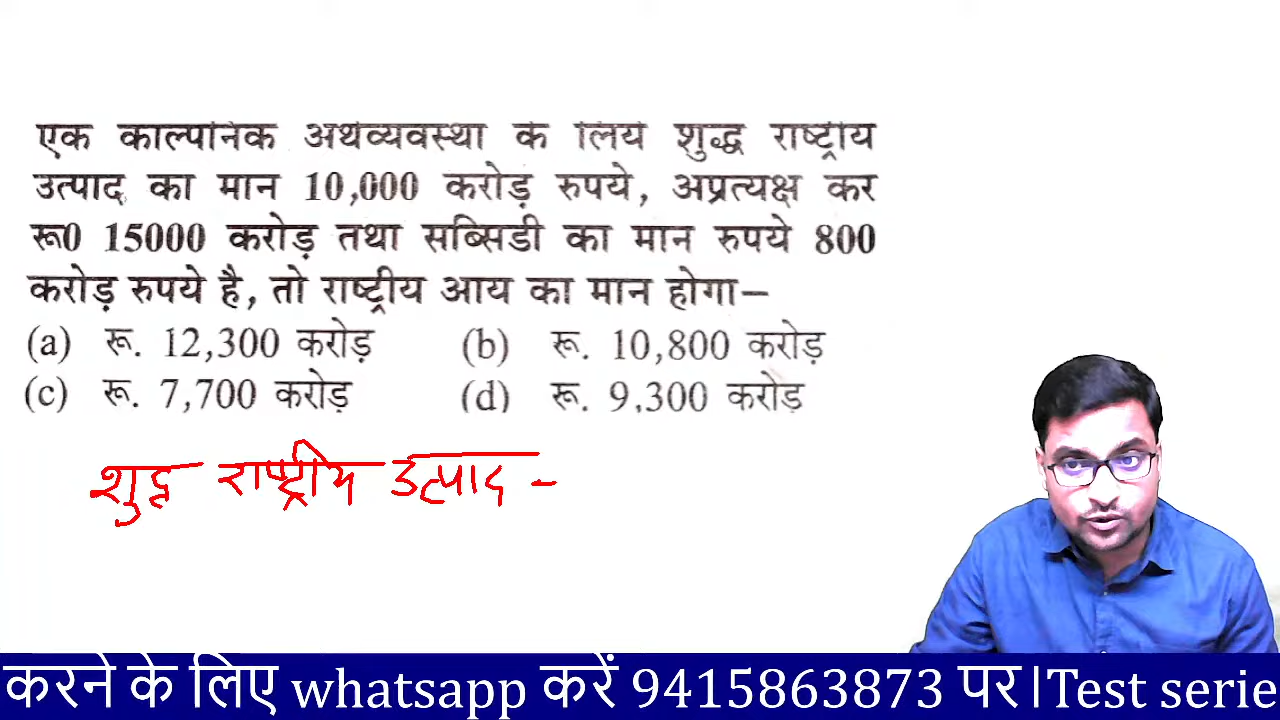 एक काल्पनिक अर्थव्यवस्था के लिये शुद्ध राष्ट्रीय
उत्पाद का मान 10,000 करोड़ रुपये, अप्रत्यक्ष कर
रू0 15000 करोड़ तथा सब्सिडी का मान रुपये 800
करोड़ रुपये है, तो राष्ट्रीय आय का मान होगा–
(a) रू. 12,300 करोड़ (b) रू. 10,800 करोड़
(c) रू. 7,700 करोड़ (d) रू. 9,300 करोड़
शुद्ध राष्ट्रीय उत्पाद -
करने के लिए whatsapp करें 9415863873 पर।Test serie